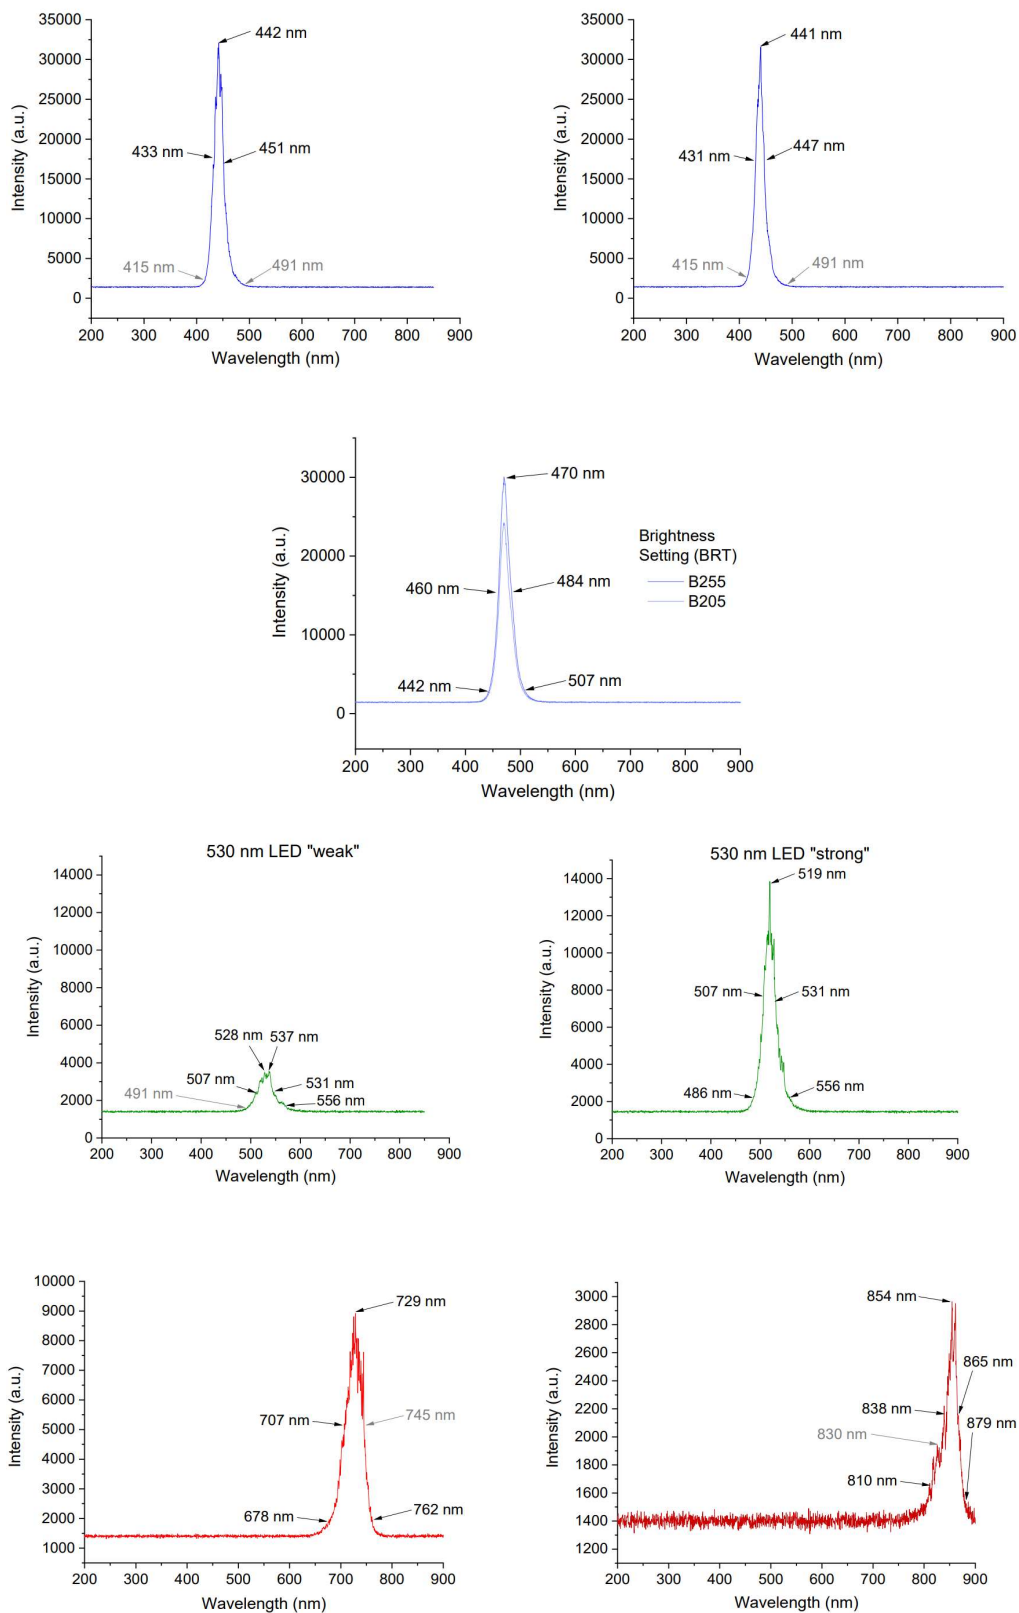 35000
30000
25000
20000
15000
10000
5000
0
Intensity (a.u.)
442 nm
433 nm
451 nm
415 nm
491 nm
200 300 400 500 600 700 800 900
Wavelength (nm)
35000
30000
25000
20000
15000
10000
5000
0
Intensity (a.u.)
441 nm
431 nm
447 nm
415 nm
491 nm
200 300 400 500 600 700 800 900
Wavelength (nm)
30000
20000
10000
0
Intensity (a.u.)
470 nm
460 nm
484 nm
442 nm
507 nm
Brightness
Setting (BRT)
B255
B205
200 300 400 500 600 700 800 900
Wavelength (nm)
530 nm LED "weak"
14000
12000
10000
8000
6000
4000
2000
0
Intensity (a.u.)
528 nm
537 nm
507 nm
531 nm
491 nm
556 nm
200 300 400 500 600 700 800 900
Wavelength (nm)
530 nm LED "strong"
14000
12000
10000
8000
6000
4000
2000
0
Intensity (a.u.)
519 nm
507 nm
531 nm
486 nm
556 nm
200 300 400 500 600 700 800 900
Wavelength (nm)
10000
9000
8000
7000
6000
5000
4000
3000
2000
1000
Intensity (a.u.)
729 nm
707 nm
745 nm
678 nm
762 nm
200 300 400 500 600 700 800 900
Wavelength (nm)
3000
2800
2600
2400
2200
2000
1800
1600
1400
1200
Intensity (a.u.)
854 nm
865 nm
838 nm
879 nm
830 nm
810 nm
200 300 400 500 600 700 800 900
Wavelength (nm)